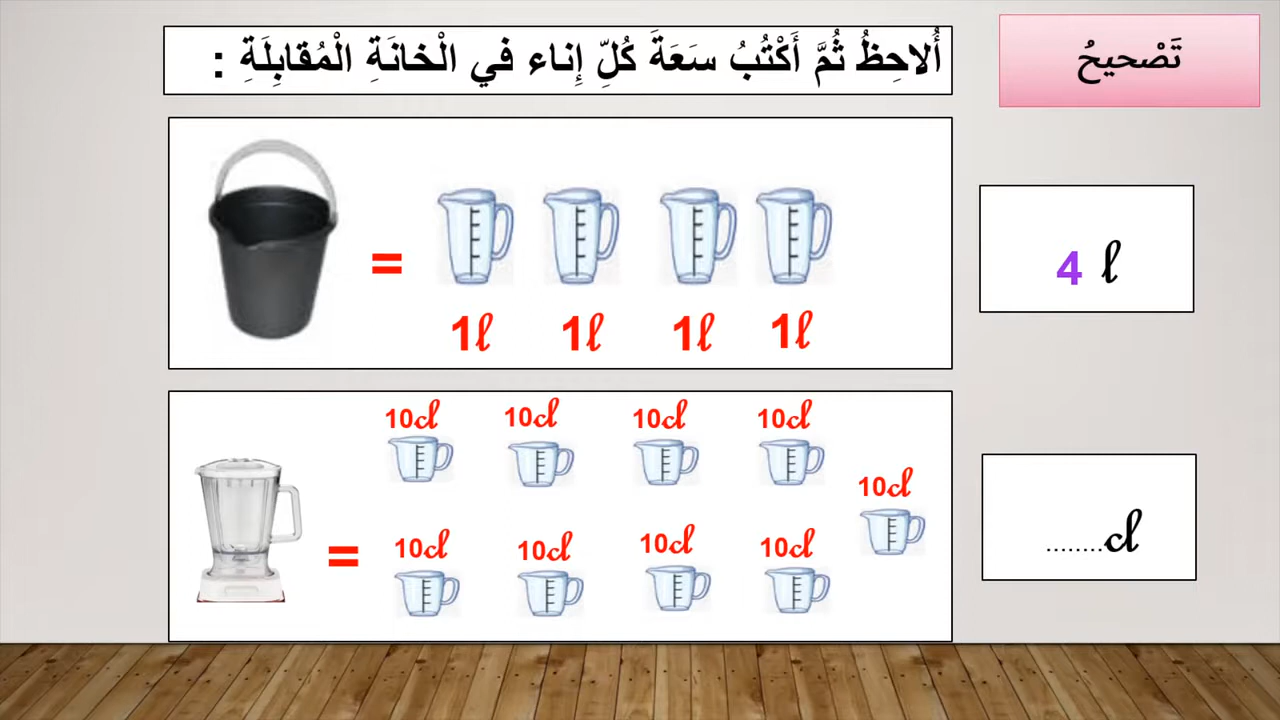 تَصْحيحُ
أُلاحِظُ ثُمَّ أَكْتُبُ سَعَةَ كُلِّ إِناء في الْخانَةِ الْمُقابِلَةِ :
=
1ℓ 1ℓ 1ℓ 1ℓ
4 ℓ
10cl 10cl 10cl 10cl
10cl
=
10cl 10cl 10cl 10cl
........cl